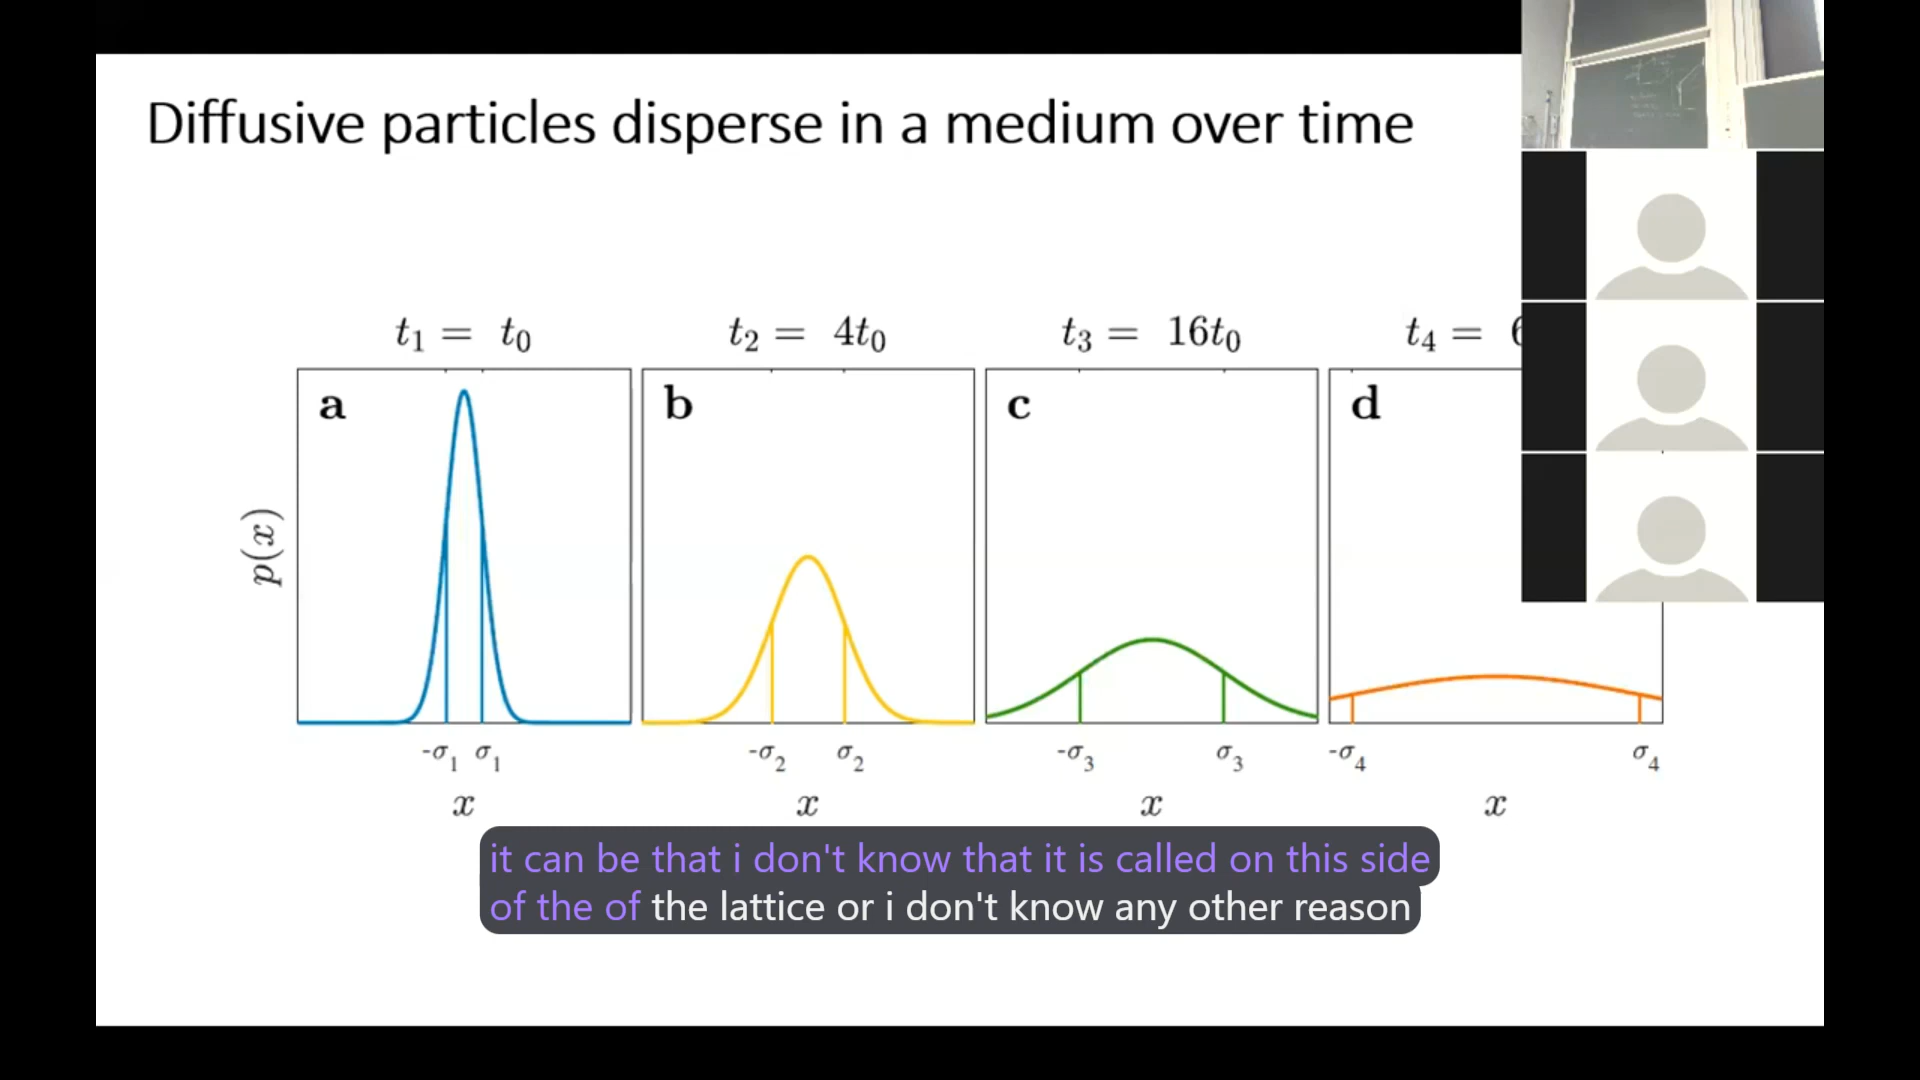 Diffusive particles disperse in a medium over time
t₁ = t₀
t₂ = 4t₀
t₃ = 16t₀
t₄ = 6
a
b
c
d
p(x)
-σ₁ σ₁
-σ₂ σ₂
-σ₃ σ₃
-σ₄ σ₄
x
x
x
x
it can be that i don't know that it is called on this side
of the of the lattice or i don't know any other reason